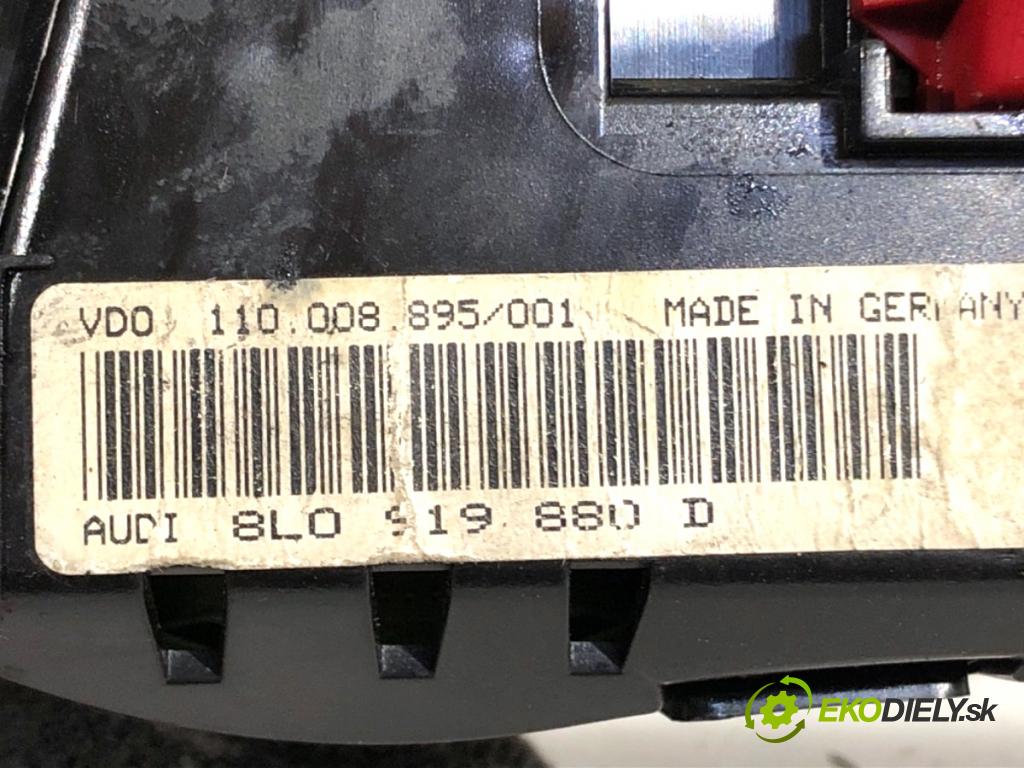 VDO 110.008.895/001 MADE IN GERMANY
AUDI 8L0 919 880 D
EKODIELY.sk